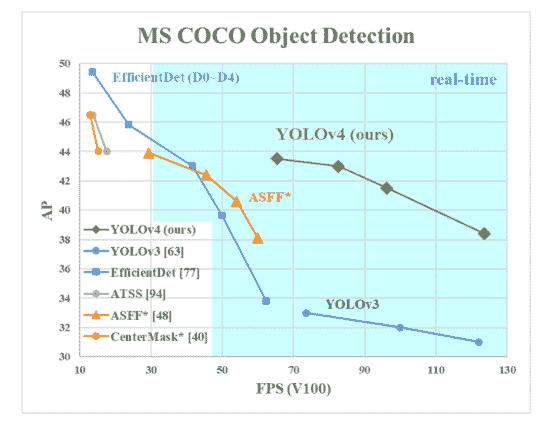 MS COCO Object Detection
50
48
46
44
42
40
38
36
34
32
30
AP
EfficientDet (D0~D4)
real-time
YOLOv4 (ours)
ASFF*
YOLOv3
YOLOv4 (ours)
YOLOv3 [63]
EfficientDet [77]
ATSS [94]
ASFF* [48]
CenterMask* [40]
10 30 50 70 90 110 130
FPS (V100)